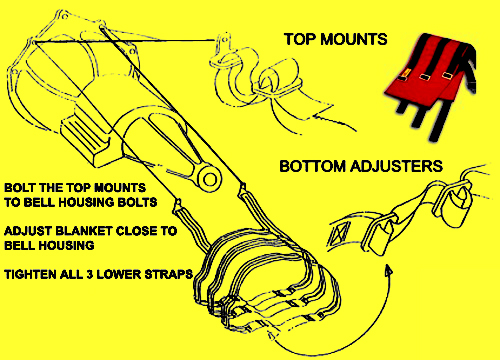 TOP MOUNTS
BOTTOM ADJUSTERS
BOLT THE TOP MOUNTS
TO BELL HOUSING BOLTS
ADJUST BLANKET CLOSE TO
BELL HOUSING
TIGHTEN ALL 3 LOWER STRAPS